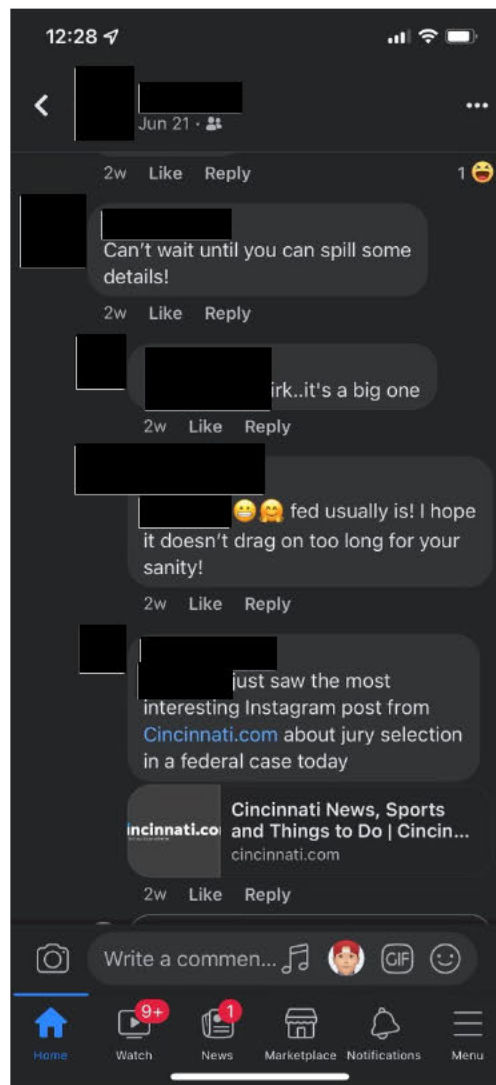 12:28
Jun 21 ·
2w Like Reply 1
Can't wait until you can spill some
details!
2w Like Reply
irk..it's a big one
2w Like Reply
😬🤗 fed usually is! I hope
it doesn't drag on too long for your
sanity!
2w Like Reply
just saw the most
interesting Instagram post from
Cincinnati.com about jury selection
in a federal case today
incinnati.co
Cincinnati News, Sports
and Things to Do | Cincin...
cincinnati.com
2w Like Reply
Write a commen...
GIF
9+
1
Home Watch News Marketplace Notifications Menu